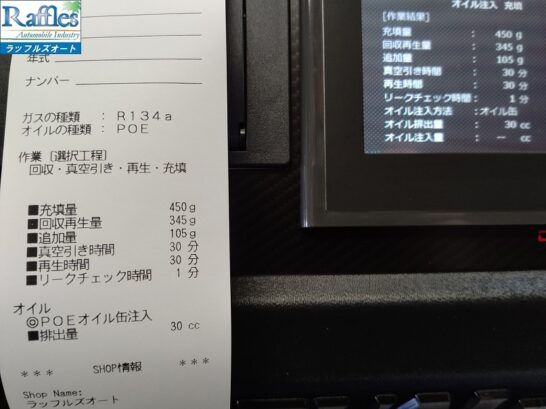 Raffles
Automobile Industry
ラッフルズオート
年式
ナンバー
ガスの種類 : R134a
オイルの種類 : POE
作業 [選択工程]
回収・真空引き・再生・充填
■充填量 450 g
■回収再生量 345 g
■追加量 105 g
■真空引き時間 30 分
■再生時間 30 分
■リークチェック時間 1 分
オイル
◎POEオイル缶注入
■排出量 30 cc
*** SHOP情報 ***
Shop Name:
ラッフルズオート
オイル注入 充填
[作業結果]
充填量 : 450 g
回収再生量 : 345 g
追加量 : 105 g
真空引き時間 : 30 分
再生時間 : 30 分
リークチェック時間 : 1 分
オイル注入方法 : オイル缶
オイル排出量 : 30 cc
オイル注入量 : -- cc